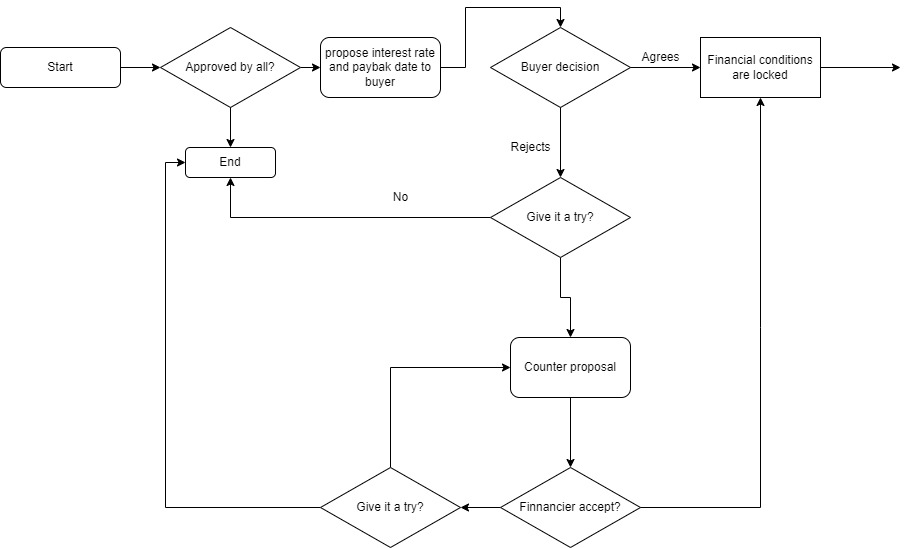 Start
Approved by all?
propose interest rate
and paybak date to
buyer
Buyer decision
Agrees
Financial conditions
are locked
Rejects
End
No
Give it a try?
Counter proposal
Give it a try?
Finnancier accept?